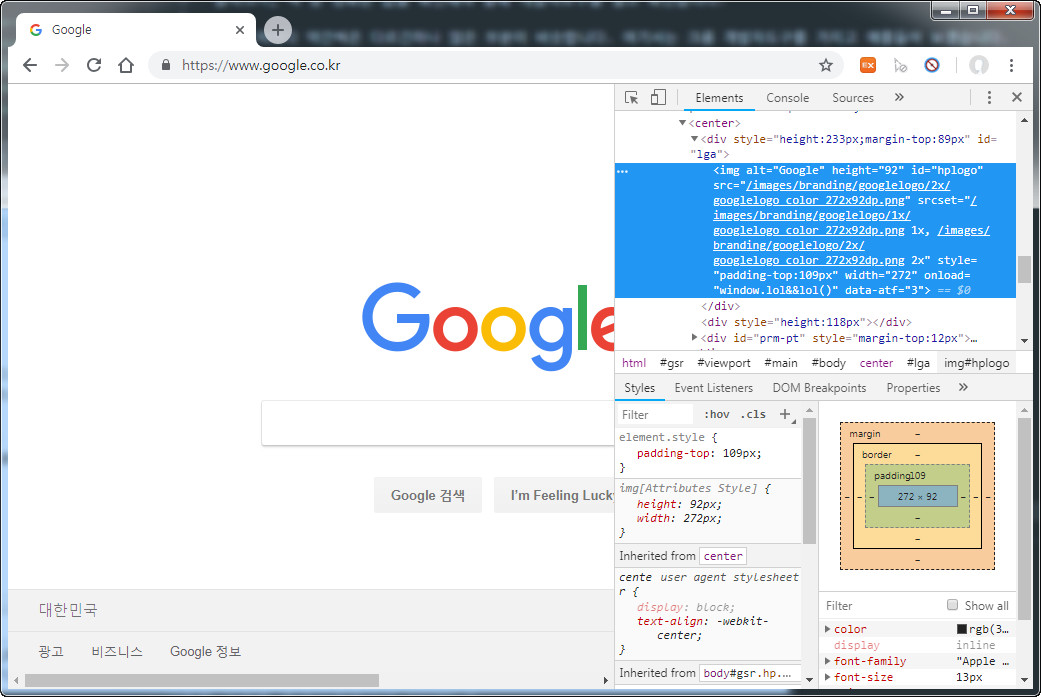 Google
https://www.google.co.kr
EX
Google
Google 검색
I'm Feeling Luck
대한민국
광고 비즈니스 Google 정보
Elements Console Sources »
<center>
<div style="height:233px;margin-top:89px" id=
"lga">
<img alt="Google" height="92" id="hplogo"
src="/images/branding/googlelogo/2x/
googlelogo_color_272x92dp.png" srcset="/
images/branding/googlelogo/1x/
googlelogo_color_272x92dp.png 1x, /images/
branding/googlelogo/2x/
googlelogo_color_272x92dp.png 2x" style=
"padding-top:109px" width="272" onload=
"window.lol&&lol()" data-atf="3"> == $0
</div>
<div style="height:118px"></div>
<div id="prm-pt" style="margin-top:12px">…
html #gsr #viewport #main #body center #lga img#hplogo
Styles Event Listeners DOM Breakpoints Properties »
Filter :hov .cls +
element.style {
padding-top: 109px;
}
img[Attributes Style] {
height: 92px;
width: 272px;
}
Inherited from center
cente user agent stylesheet
r {
display: block;
text-align: -webkit-
center;
}
Inherited from body#gsr.hp.…
margin –
border –
padding109
– – – 272 × 92 – – –
–
–
–
Filter Show all
color rgb(3…
display inline
font-family "Apple …
font-size 13px